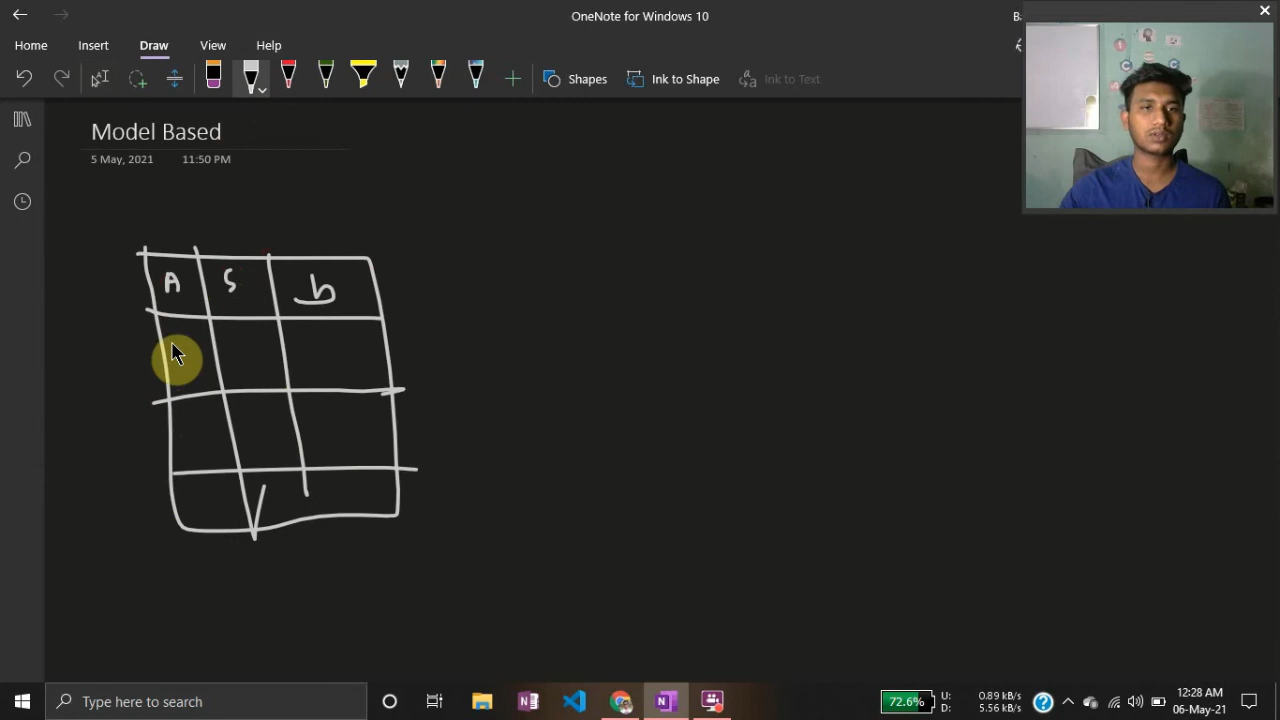 OneNote for Windows 10
Home Insert Draw View Help
Shapes Ink to Shape Ink to Text
Model Based
5 May, 2021 11:50 PM
A S b
Type here to search
72.6% U: 0.89 kB/s
D: 5.56 kB/s
12:28 AM
06-May-21